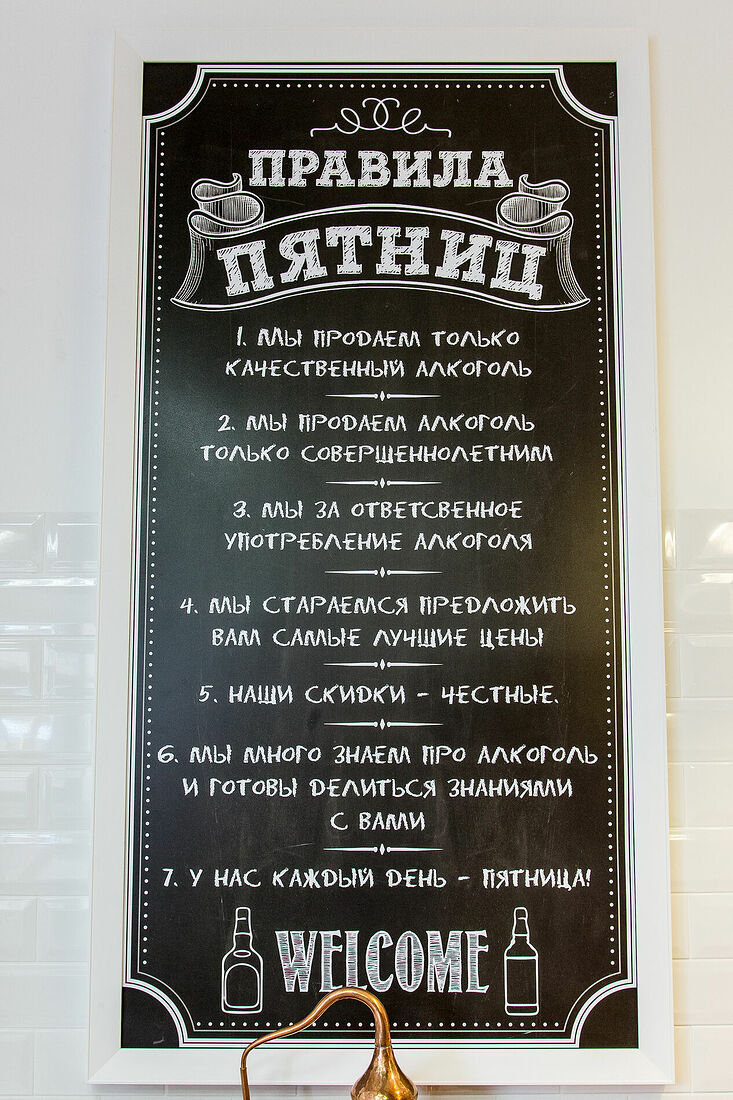 ПРАВИЛА
ПЯТНИЦ
1. МЫ ПРОДАЕМ ТОЛЬКО
КАЧЕСТВЕННЫЙ АЛКОГОЛЬ
2. МЫ ПРОДАЕМ АЛКОГОЛЬ
ТОЛЬКО СОВЕРШЕННОЛЕТНИМ
3. МЫ ЗА ОТВЕТСВЕННОЕ
УПОТРЕБЛЕНИЕ АЛКОГОЛЯ
4. МЫ СТАРАЕМСЯ ПРЕДЛОЖИТЬ
ВАМ САМЫЕ ЛУЧШИЕ ЦЕНЫ
5. НАШИ СКИДКИ - ЧЕСТНЫЕ.
6. МЫ МНОГО ЗНАЕМ ПРО АЛКОГОЛЬ
И ГОТОВЫ ДЕЛИТЬСЯ ЗНАНИЯМИ
С ВАМИ
7. У НАС КАЖДЫЙ ДЕНЬ - ПЯТНИЦА!
WELCOME